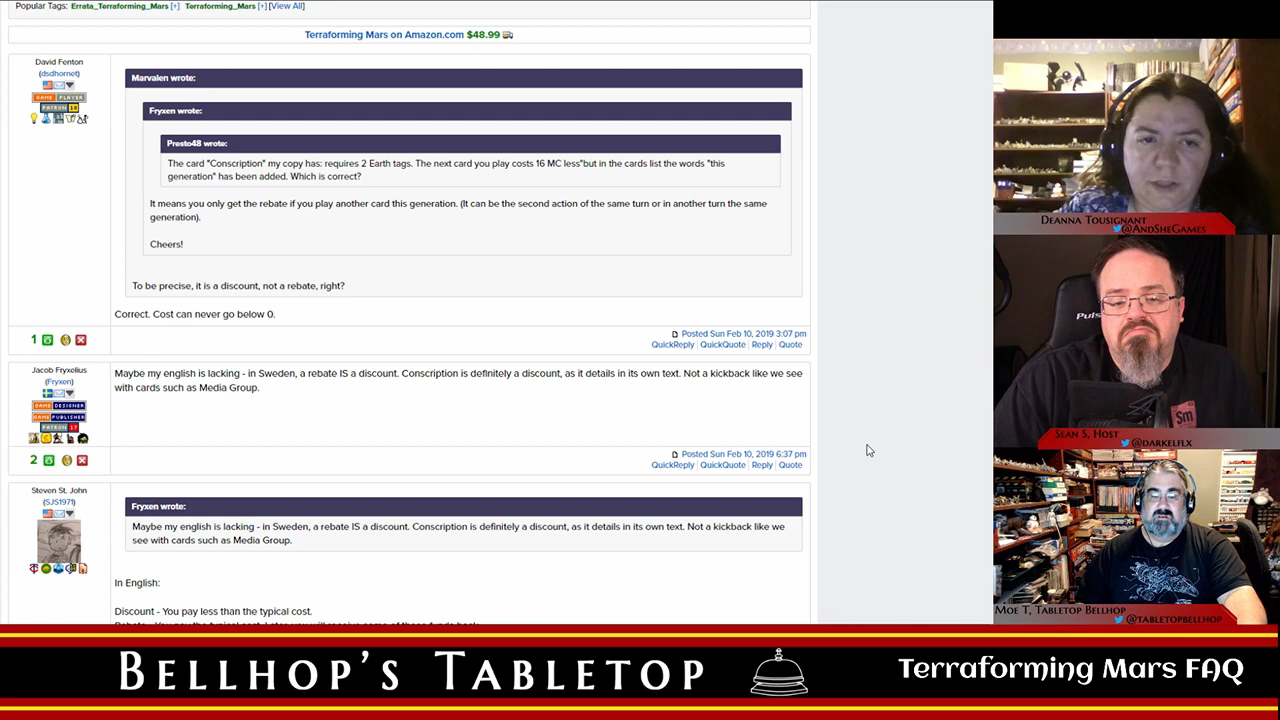 Popular Tags: Errata_Terraforming_Mars [+] Terraforming_Mars [+] [View All]
Terraforming Mars on Amazon.com $48.99
David Fenton
(dsdhornet)
GAME PLAYER
PATRON 18
Marvalen wrote:
Fryxen wrote:
Presto48 wrote:
The card "Conscription" my copy has: requires 2 Earth tags. The next card you play costs 16 MC less"but in the cards list the words "this
generation" has been added. Which is correct?
It means you only get the rebate if you play another card this generation. (It can be the second action of the same turn or in another turn the same
generation).
Cheers!
To be precise, it is a discount, not a rebate, right?
Correct. Cost can never go below 0.
1
Posted Sun Feb 10, 2019 3:07 pm
QuickReply QuickQuote Reply Quote
Jacob Fryxelius
(Fryxen)
GAME DESIGNER
GAME PUBLISHER
PATRON 17
Maybe my english is lacking - in Sweden, a rebate IS a discount. Conscription is definitely a discount, as it details in its own text. Not a kickback like we see
with cards such as Media Group.
2
Posted Sun Feb 10, 2019 6:37 pm
QuickReply QuickQuote Reply Quote
Steven St. John
(SJS1971)
Fryxen wrote:
Maybe my english is lacking - in Sweden, a rebate IS a discount. Conscription is definitely a discount, as it details in its own text. Not a kickback like we
see with cards such as Media Group.
In English:
Discount - You pay less than the typical cost.
Deanna Tousignant
@AndSheGames
Puls
Sm
Sean S, Host
@darkelflx
Moe T, Tabletop Bellhop
@tabletopbellhop
Bellhop's Tabletop
Terraforming Mars FAQ